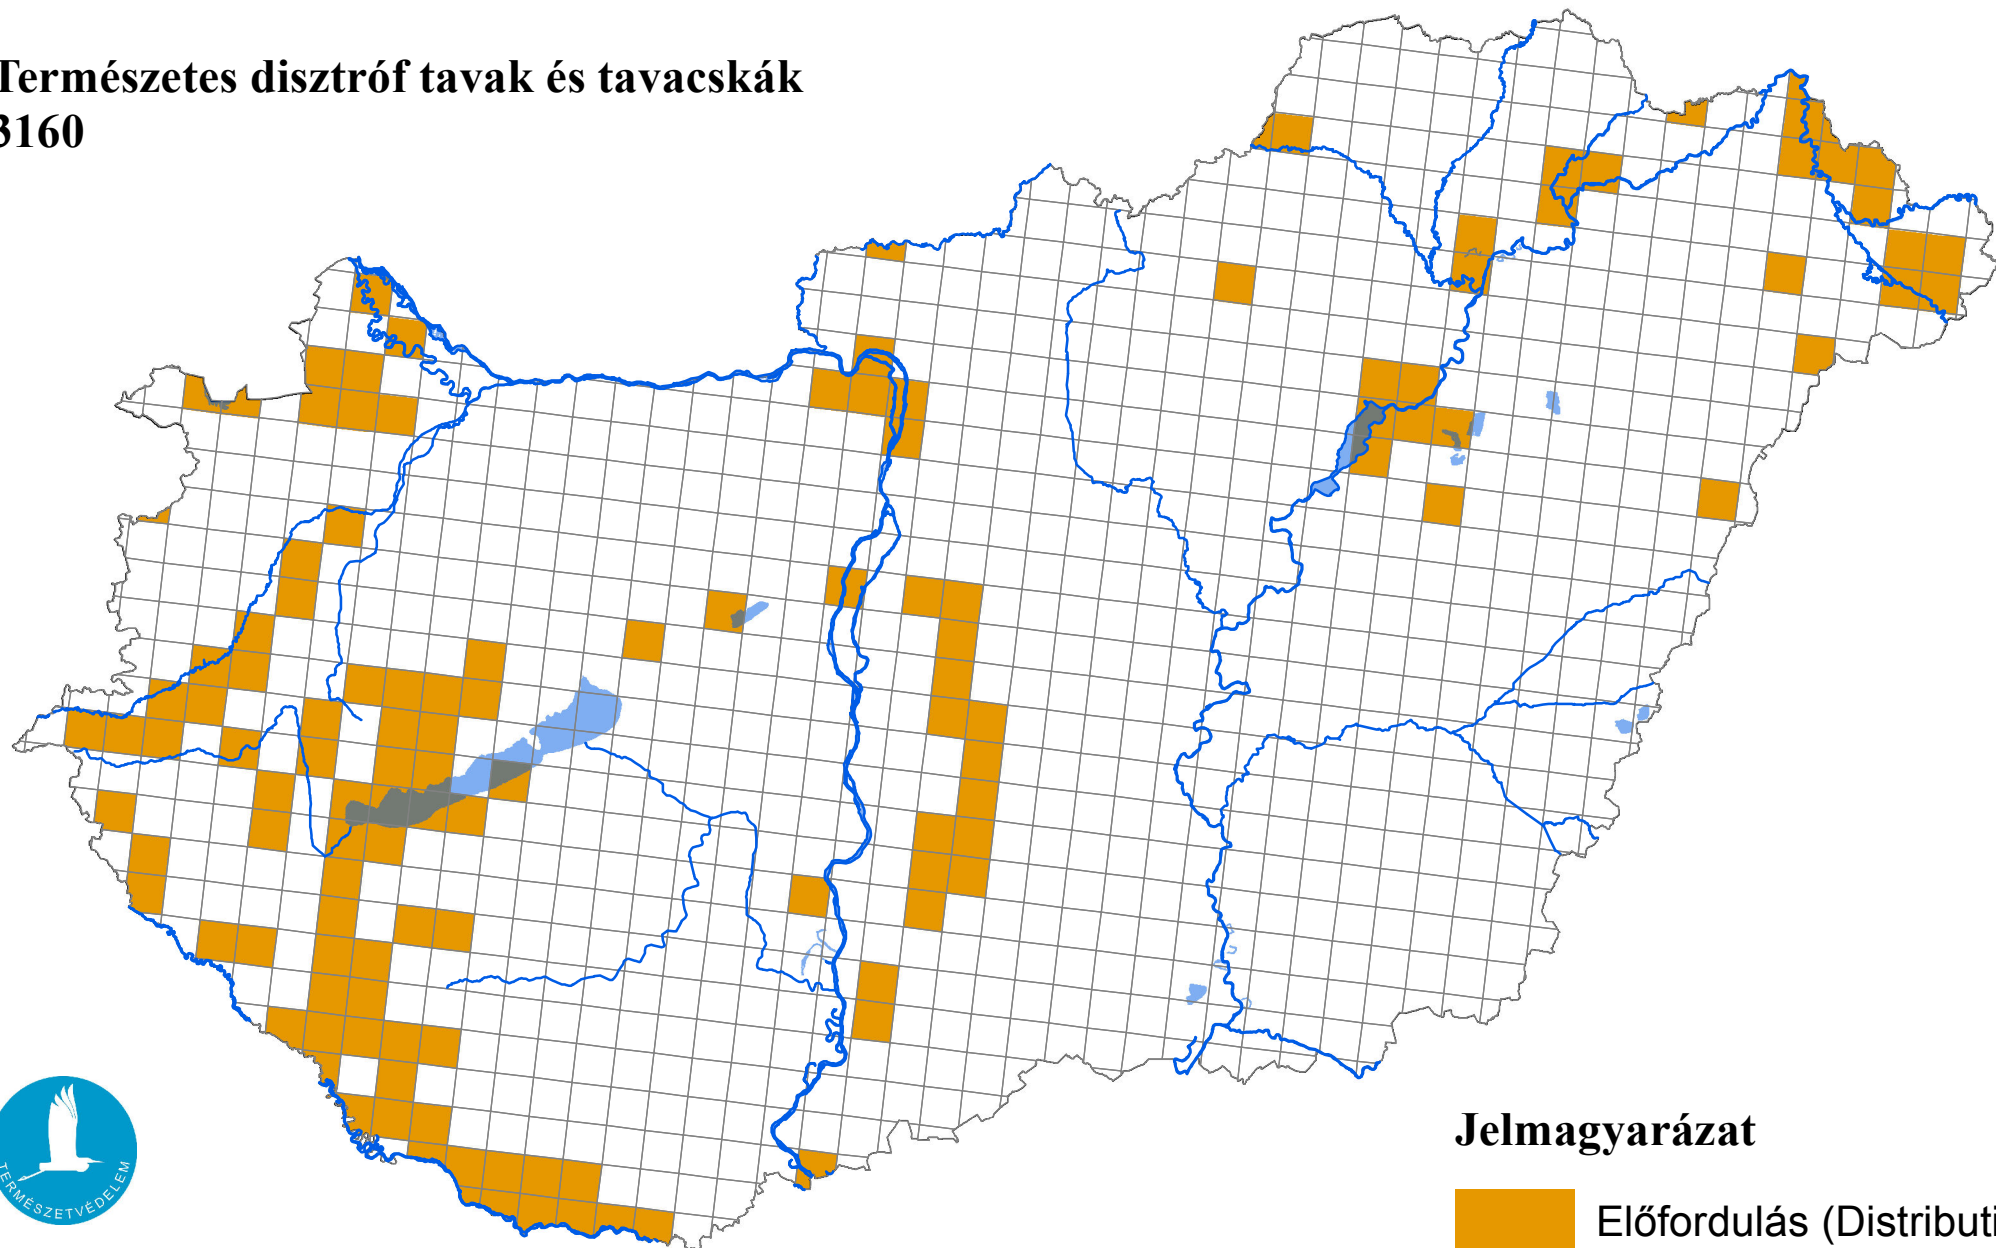 Természetes disztróf tavak és tavacskák
3160
TERMÉSZETVÉDELEM
Jelmagyarázat
Előfordulás (Distributi